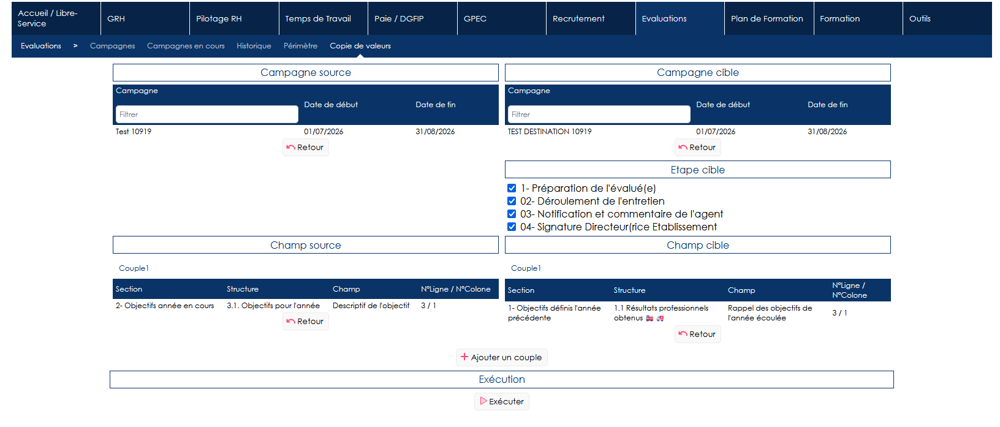 Accueil / Libre-Service
GRH
Pilotage RH
Temps de Travail
Paie / DGFIP
GPEC
Recrutement
Evaluations
Plan de Formation
Formation
Outils
Evaluations > Campagnes Campagnes en cours Historique Périmètre Copie de valeurs
Campagne source
Campagne
Date de début
Date de fin
Filtrer
Test 10919 01/07/2026 31/08/2026
Retour
Campagne cible
Campagne
Date de début
Date de fin
Filtrer
TEST DESTINATION 10919 01/07/2026 31/08/2026
Retour
Etape cible
1- Préparation de l'évalué(e)
02- Déroulement de l'entretien
03- Notification et commentaire de l'agent
04- Signature Directeur(rice Etablissement
Champ source
Couple1
Section Structure Champ N°Ligne / N°Colone
2- Objectifs année en cours 3.1. Objectifs pour l'année Descriptif de l'objectif 3 / 1
Retour
Champ cible
Couple1
Section Structure Champ N°Ligne /
N°Colone
1- Objectifs définis l'année 1.1 Résultats professionnels Rappel des objectifs de 3 / 1
précédente obtenus 🚒 🚑 l'année écoulée
Retour
+ Ajouter un couple
Exécution
Exécuter